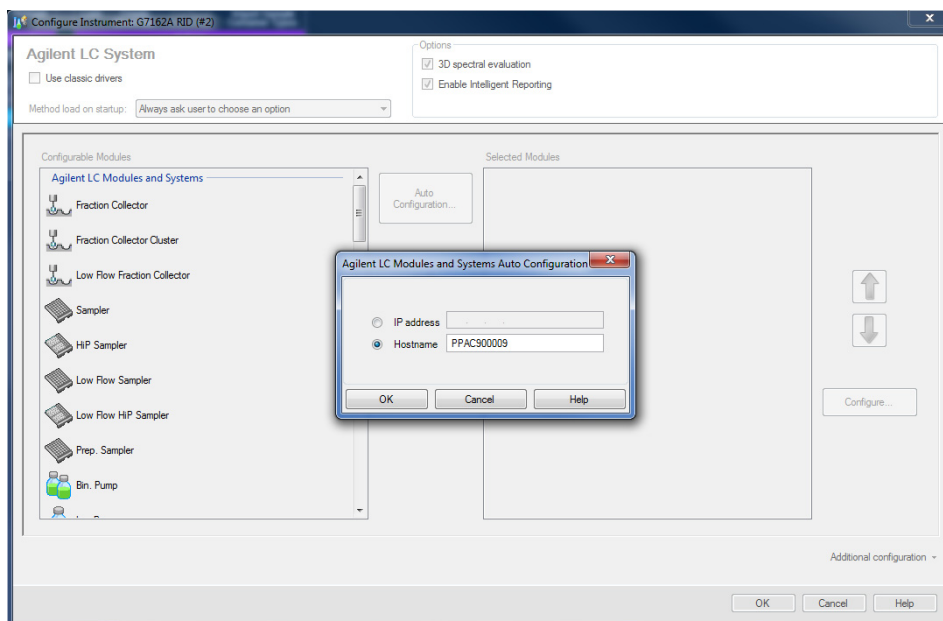 Configure Instrument: G7162A RID (#2)
Agilent LC System
Use classic drivers
Method load on startup: Always ask user to choose an option
Options
3D spectral evaluation
Enable Intelligent Reporting
Configurable Modules
Agilent LC Modules and Systems
Fraction Collector
Fraction Collector Cluster
Low Flow Fraction Collector
Sampler
HiP Sampler
Low Flow Sampler
Low Flow HiP Sampler
Prep. Sampler
Bin. Pump
Auto
Configuration...
Selected Modules
Agilent LC Modules and Systems Auto Configuration
IP address
Hostname PPAC900009
OK Cancel Help
Configure...
Additional configuration
OK Cancel Help